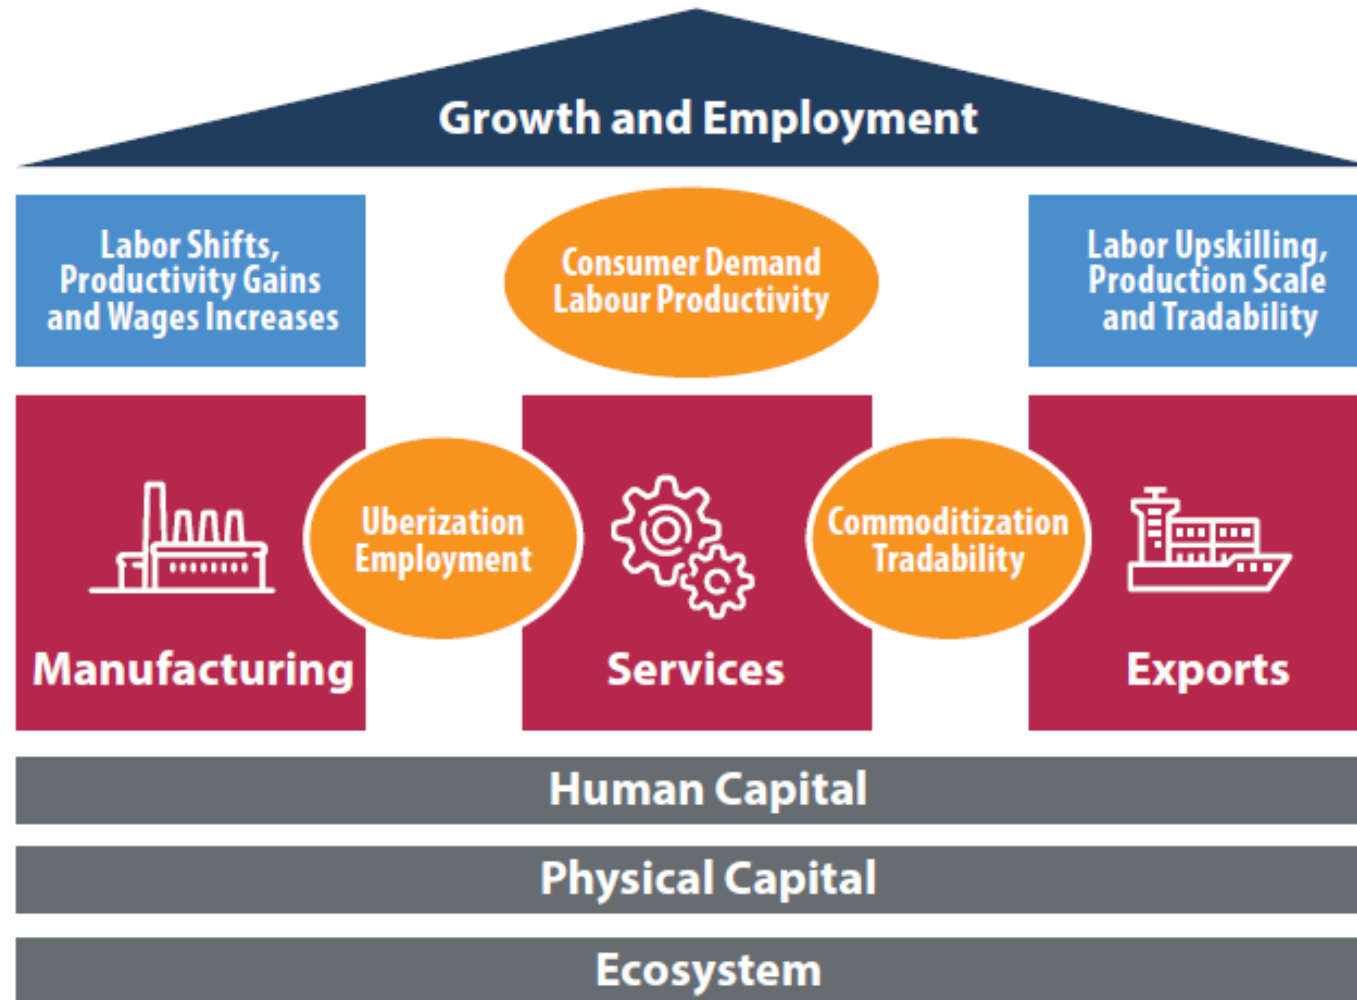 Growth and Employment
Labor Shifts,
Productivity Gains
and Wages Increases
Consumer Demand
Labour Productivity
Labor Upskilling,
Production Scale
and Tradability
Uberization
Employment
Commoditization
Tradability
Manufacturing
Services
Exports
Human Capital
Physical Capital
Ecosystem